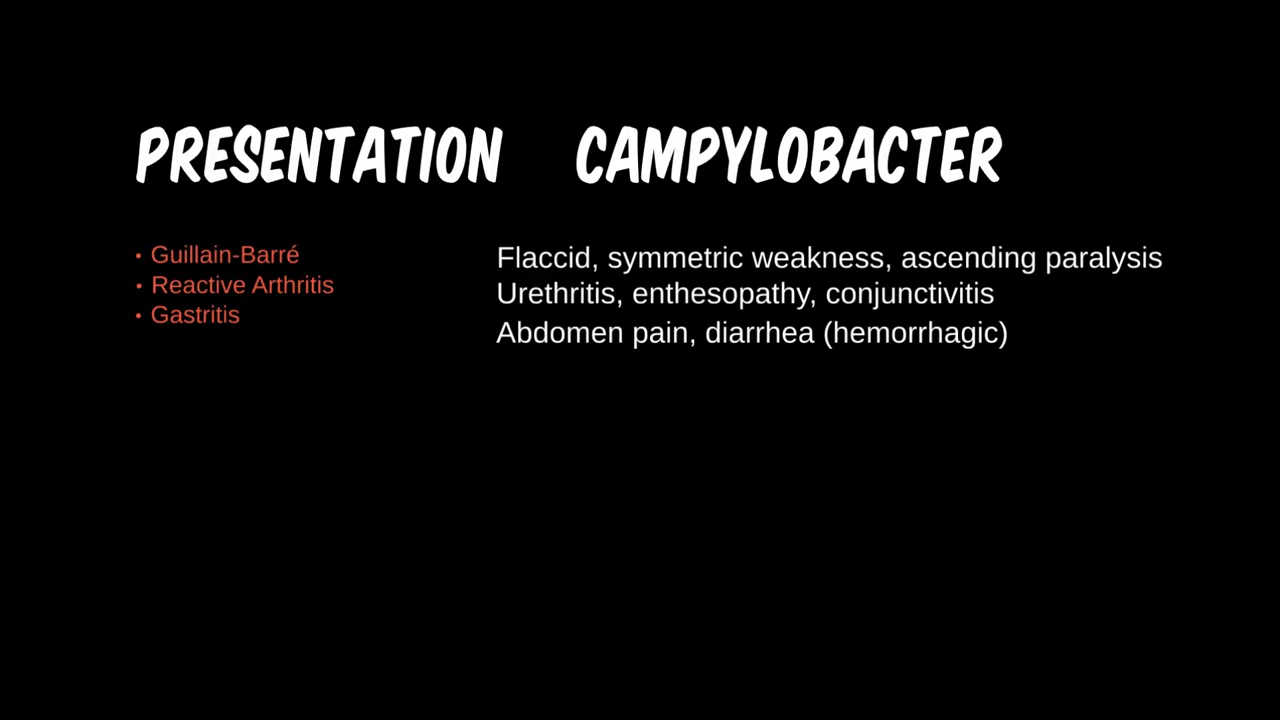 PRESENTATION CAMPYLOBACTER
• Guillain-Barré
• Reactive Arthritis
• Gastritis
Flaccid, symmetric weakness, ascending paralysis
Urethritis, enthesopathy, conjunctivitis
Abdomen pain, diarrhea (hemorrhagic)